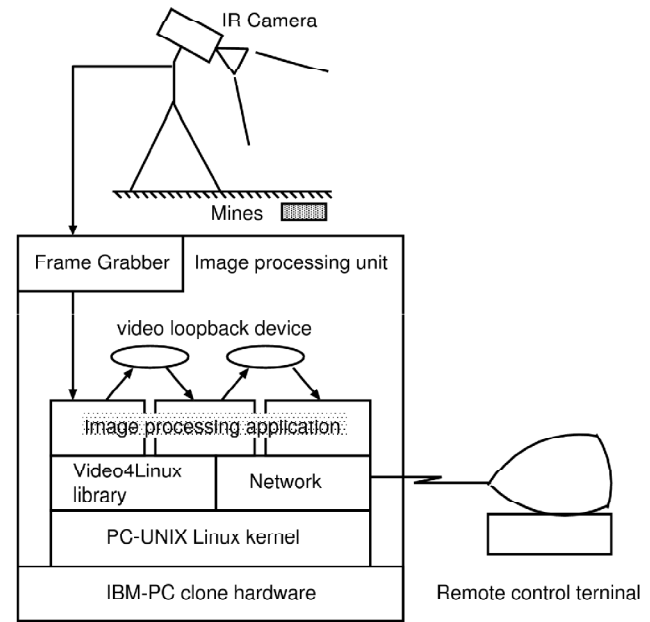 IR Camera
Mines
Frame Grabber
Image processing unit
video loopback device
image processing application
Video4Linux
library
Network
PC-UNIX Linux kernel
IBM-PC clone hardware
Remote control terninal